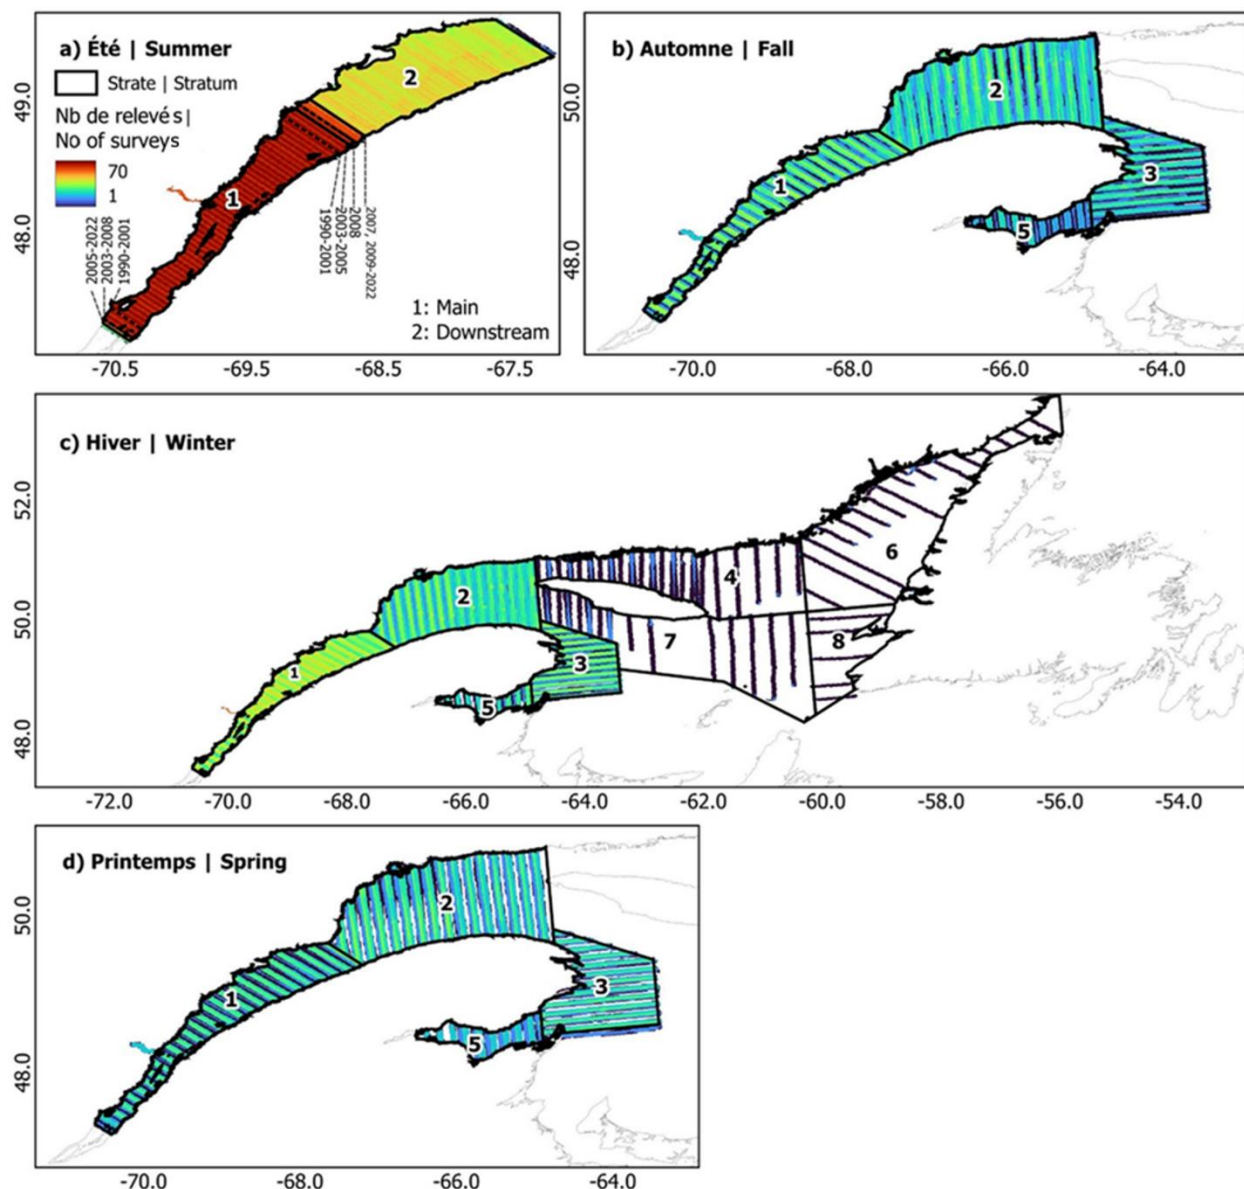 a) Été | Summer
Strate | Stratum
Nb de relevés|
No of surveys
70
1
1
2
2005-2022
2003-2008
1990-2001
1990-2001
2003-2005
2008
2007, 2009-2022
1: Main
2: Downstream
49.0
48.0
-70.5 -69.5 -68.5 -67.5
b) Automne | Fall
1
2
3
5
50.0
48.0
-70.0 -68.0 -66.0 -64.0
c) Hiver | Winter
1
2
3
4
5
6
7
8
52.0
50.0
48.0
-72.0 -70.0 -68.0 -66.0 -64.0 -62.0 -60.0 -58.0 -56.0 -54.0
d) Printemps | Spring
1
2
3
5
50.0
48.0
-70.0 -68.0 -66.0 -64.0